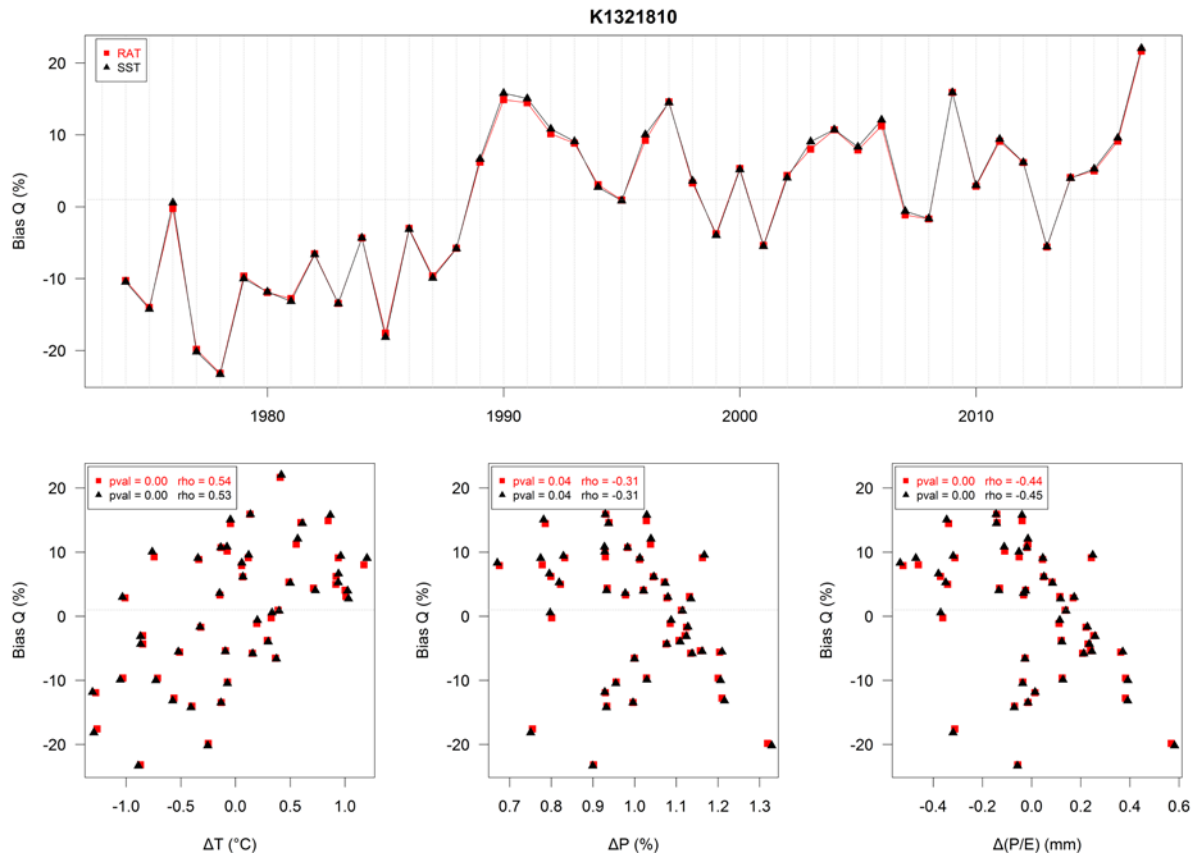 K1321810
RAT
SST
Bias Q (%)
20
10
0
-10
-20
1980
1990
2000
2010
pval = 0.00 rho = 0.54
pval = 0.00 rho = 0.53
Bias Q (%)
20
10
0
-10
-20
-1.0
-0.5
0.0
0.5
1.0
ΔT (°C)
pval = 0.04 rho = -0.31
pval = 0.04 rho = -0.31
Bias Q (%)
20
10
0
-10
-20
0.7
0.8
0.9
1.0
1.1
1.2
1.3
ΔP (%)
pval = 0.00 rho = -0.44
pval = 0.00 rho = -0.45
Bias Q (%)
20
10
0
-10
-20
-0.4
-0.2
0.0
0.2
0.4
0.6
Δ(P/E) (mm)